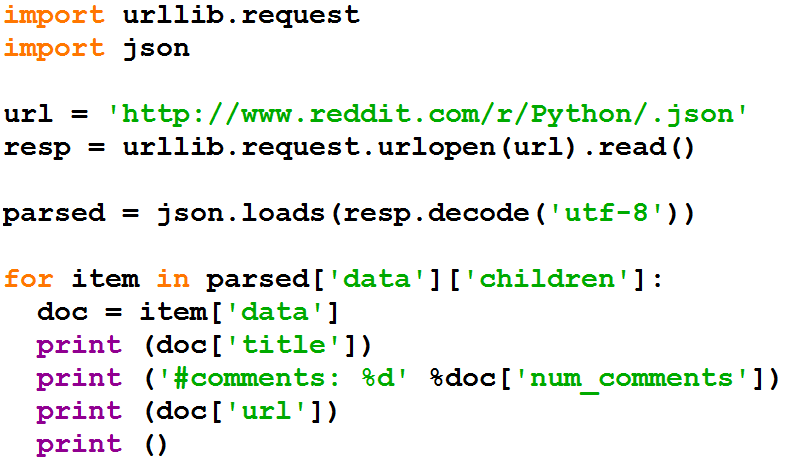 import urllib.request
import json
url = 'http://www.reddit.com/r/Python/.json'
resp = urllib.request.urlopen(url).read()
parsed = json.loads(resp.decode('utf-8'))
for item in parsed['data']['children']:
  doc = item['data']
  print (doc['title'])
  print ('#comments: %d' %doc['num_comments'])
  print (doc['url'])
  print ()